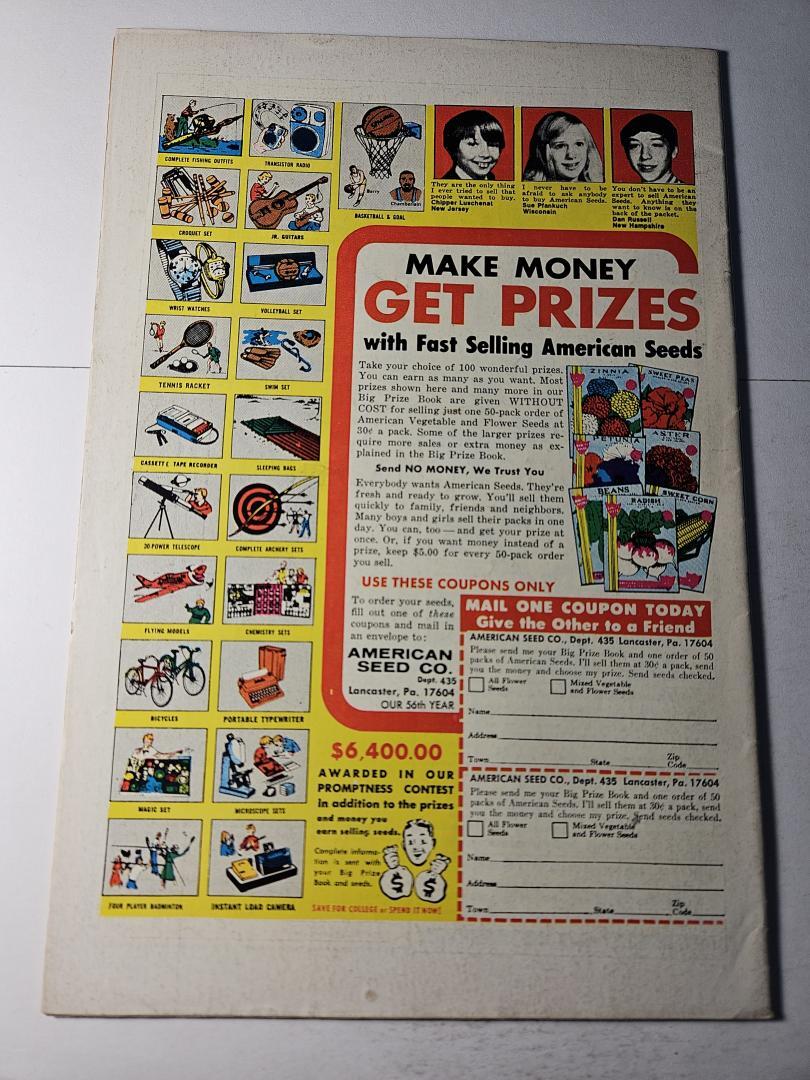 COMPLETE FISHING OUTFITS
TRANSISTOR RADIO
SPALDING
Barry
Chamberlain
BASKETBALL & GOAL
CROQUET SET
JR. GUITARS
WRIST WATCHES
VOLLEYBALL SET
TENNIS RACKET
SWIM SET
CASSETTE TAPE RECORDER
SLEEPING BAGS
30-POWER TELESCOPE
COMPLETE ARCHERY SETS
FLYING MODELS
CHEMISTRY SETS
BICYCLES
PORTABLE TYPEWRITER
MAGIC SET
MICROSCOPE SETS
FOUR PLAYER BADMINTON
INSTANT LOAD CAMERA
They are the only thing
I ever tried to sell that
people wanted to buy.
Chipper Luschenat
New Jersey
I never have to be
afraid to ask anybody
to buy American Seeds.
Sue Pfankuch
Wisconsin
You don't have to be an
expert to sell American
Seeds. Anything they
want to know is on the
back of the packet.
Dan Russell
New Hampshire
MAKE MONEY
GET PRIZES
with Fast Selling American Seeds
Take your choice of 100 wonderful prizes.
You can earn as many as you want. Most
prizes shown here and many more in our
Big Prize Book are given WITHOUT
COST for selling just one 50-pack order of
American Vegetable and Flower Seeds at
30¢ a pack. Some of the larger prizes re-
quire more sales or extra money as ex-
plained in the Big Prize Book.
Send NO MONEY, We Trust You
Everybody wants American Seeds. They're
fresh and ready to grow. You'll sell them
quickly to family, friends and neighbors.
Many boys and girls sell their packs in one
day. You can, too — and get your prize at
once. Or, if you want money instead of a
prize, keep $5.00 for every 50-pack order
you sell.
ZINNIA
SWEET PEAS
PETUNIA
ASTER
BEANS
RADISH
SWEET CORN
USE THESE COUPONS ONLY
To order your seeds,
fill out one of these
coupons and mail in
an envelope to:
AMERICAN
SEED CO.
Dept. 435
Lancaster, Pa. 17604
OUR 56th YEAR
MAIL ONE COUPON TODAY
Give the Other to a Friend
AMERICAN SEED CO., Dept. 435 Lancaster, Pa. 17604
Please send me your Big Prize Book and one order of 50
packs of American Seeds. I'll sell them at 30¢ a pack, send
you the money and choose my prize. Send seeds checked.
All Flower
Seeds
Mixed Vegetable
and Flower Seeds
Name
Address
Town State Zip
Code
AMERICAN SEED CO., Dept. 435 Lancaster, Pa. 17604
Please send me your Big Prize Book and one order of 50
packs of American Seeds. I'll sell them at 30¢ a pack, send
you the money and choose my prize. Send seeds checked.
All Flower
Seeds
Mixed Vegetable
and Flower Seeds
Name
Address
Town State Zip
Code
$6,400.00
AWARDED IN OUR
PROMPTNESS CONTEST
in addition to the prizes
and money you
earn selling seeds.
Complete informa-
tion is sent with
your Big Prize
Book and seeds.
$ $
SAVE FOR COLLEGE or SPEND IT NOW!